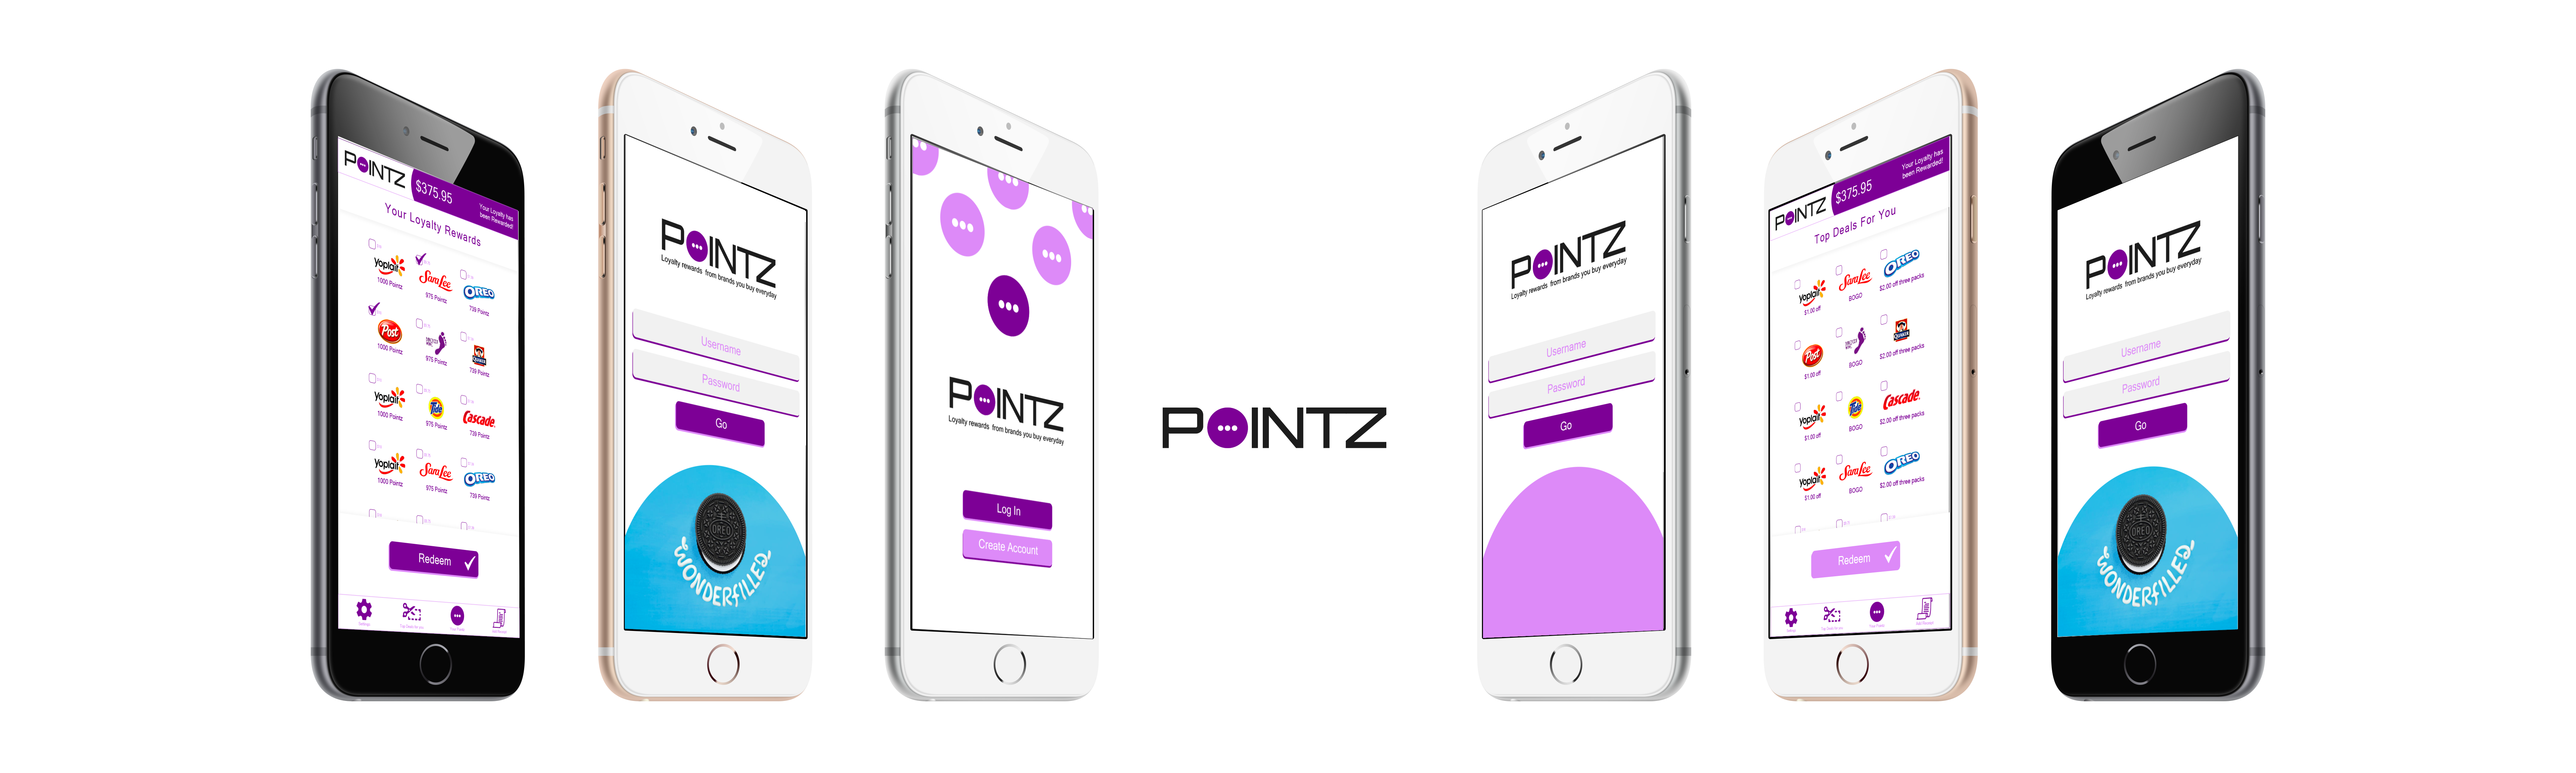 POINTZ
$375.95
Your Loyalty has
been Rewarded!
Your Loyalty Rewards
Yoplait
1000 Pointz
Sara Lee
975 Pointz
OREO
739 Pointz
Post
1000 Pointz
975 Pointz
QUAKER
739 Pointz
Yoplait
1000 Pointz
Tide
975 Pointz
Cascade
739 Pointz
Yoplait
1000 Pointz
Sara Lee
975 Pointz
OREO
739 Pointz
Redeem
POINTZ
Loyalty rewards from brands you buy everyday
Username
Password
Go
OREO
WONDERFILLED
POINTZ
Loyalty rewards from brands you buy everyday
Log In
Create Account
POINTZ
POINTZ
Loyalty rewards from brands you buy everyday
Username
Password
Go
POINTZ
$375.95
Your Loyalty has
been Rewarded!
Top Deals For You
Yoplait
$1.00 off
Sara Lee
BOGO
OREO
$2.00 off three packs
Post
$1.00 off
BOGO
QUAKER
$2.00 off three packs
Yoplait
$1.00 off
Tide
BOGO
Cascade
$2.00 off three packs
Yoplait
$1.00 off
Sara Lee
BOGO
OREO
$2.00 off three packs
Redeem
POINTZ
Loyalty rewards from brands you buy everyday
Username
Password
Go
OREO
WONDERFILLED